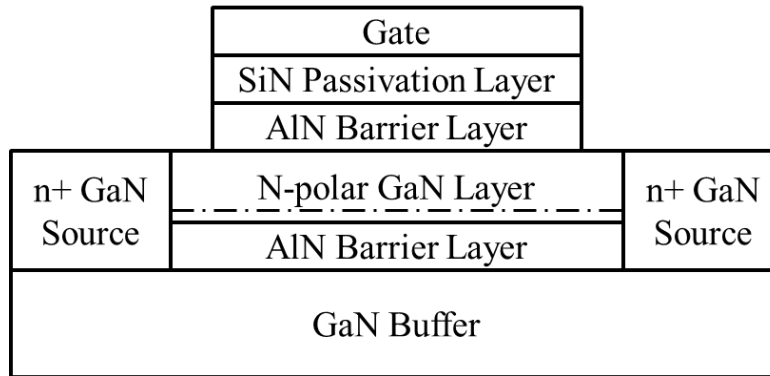 Gate
SiN Passivation Layer
AlN Barrier Layer
n+ GaN
Source
N-polar GaN Layer
n+ GaN
Source
AlN Barrier Layer
GaN Buffer